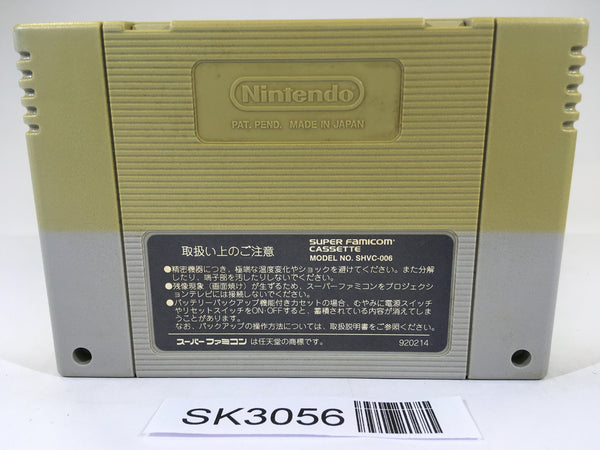 Nintendo
PAT. PEND. MADE IN JAPAN
取扱い上のご注意
SUPER FAMICOM
CASSETTE
MODEL NO. SHVC-006
●精密機器につき、極端な温度変化やショックを避けてください。また分解
したり、端子部を汚したりしないでください。
●残像現象(画面焼け)が生ずるため、スーパーファミコンをプロジェクシ
ョンテレビには接続しないでください。
●バッテリーバックアップ機能付きカセットの場合、むやみに電源スイッチ
やリセットスイッチをON・OFFすると、蓄積されている内容が消えてしま
うことがあります。
なお、バックアップの操作方法については、取扱説明書をご参照ください。
スーパーファミコン は任天堂の商標です。
920214
SK3056